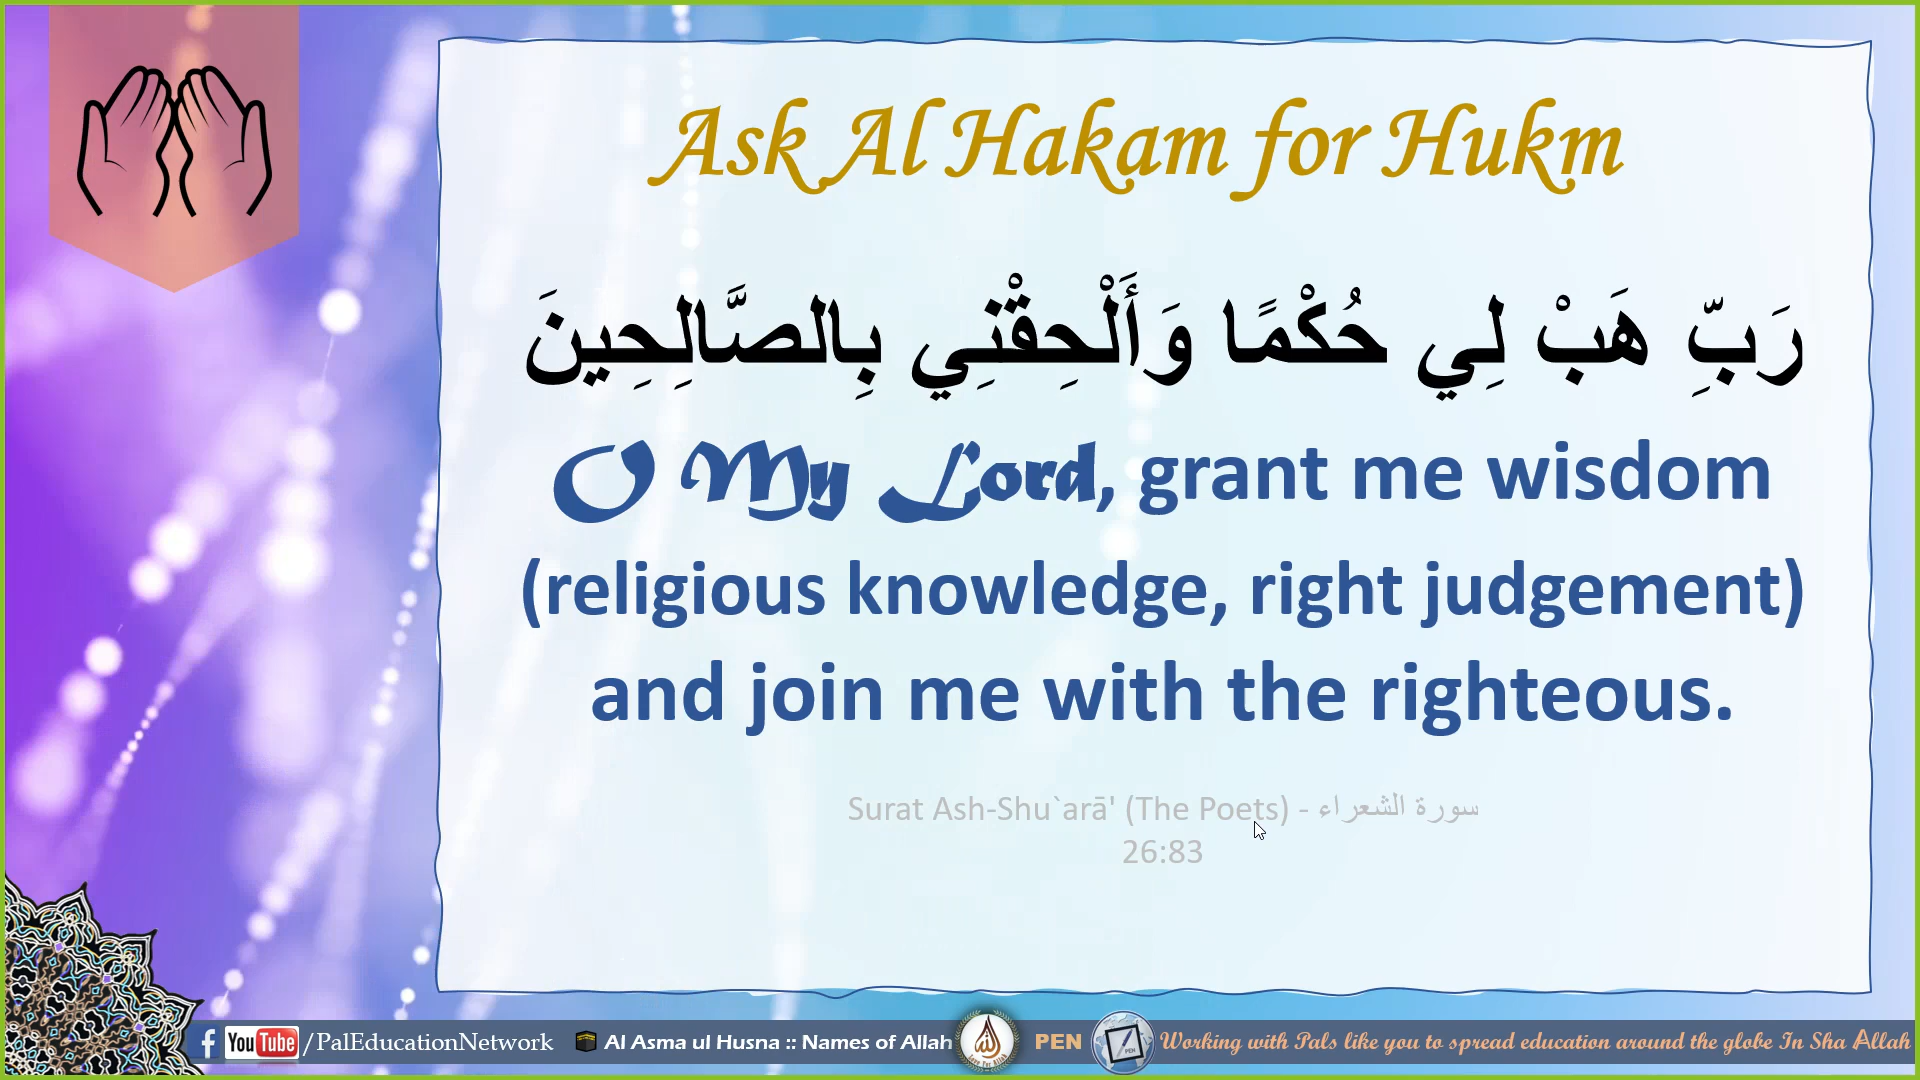 Ask Al Hakam for Hukm
رَبِّ هَبْ لِي حُكْمًا وَأَلْحِقْنِي بِالصَّالِحِينَ
O My Lord, grant me wisdom
(religious knowledge, right judgement)
and join me with the righteous.
Surat Ash-Shu`arā' (The Poets) - سورة الشعراء
26:83
f YouTube /PalEducationNetwork Al Asma ul Husna :: Names of Allah PEN PEN Working with Pals like you to spread education around the globe In Sha Allah